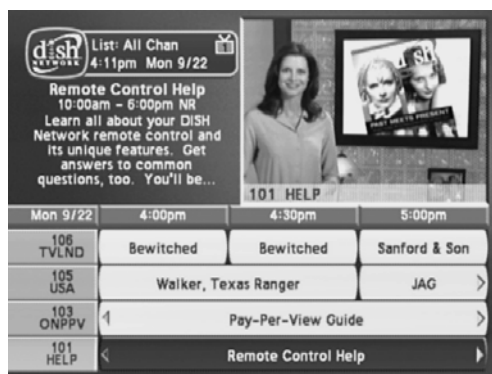 dish
NETWORK
List: All Chan
1
4:11pm Mon 9/22
Remote Control Help
10:00am - 6:00pm NR
Learn all about your DISH
Network remote control and
its unique features. Get
answers to common
questions, too. You'll be...
dish
PAST MEETS PRESENT
101 HELP
Mon 9/22 4:00pm 4:30pm 5:00pm
106
TVLND
Bewitched Bewitched Sanford & Son
105
USA
Walker, Texas Ranger JAG
103
ONPPV
Pay-Per-View Guide
101
HELP
Remote Control Help